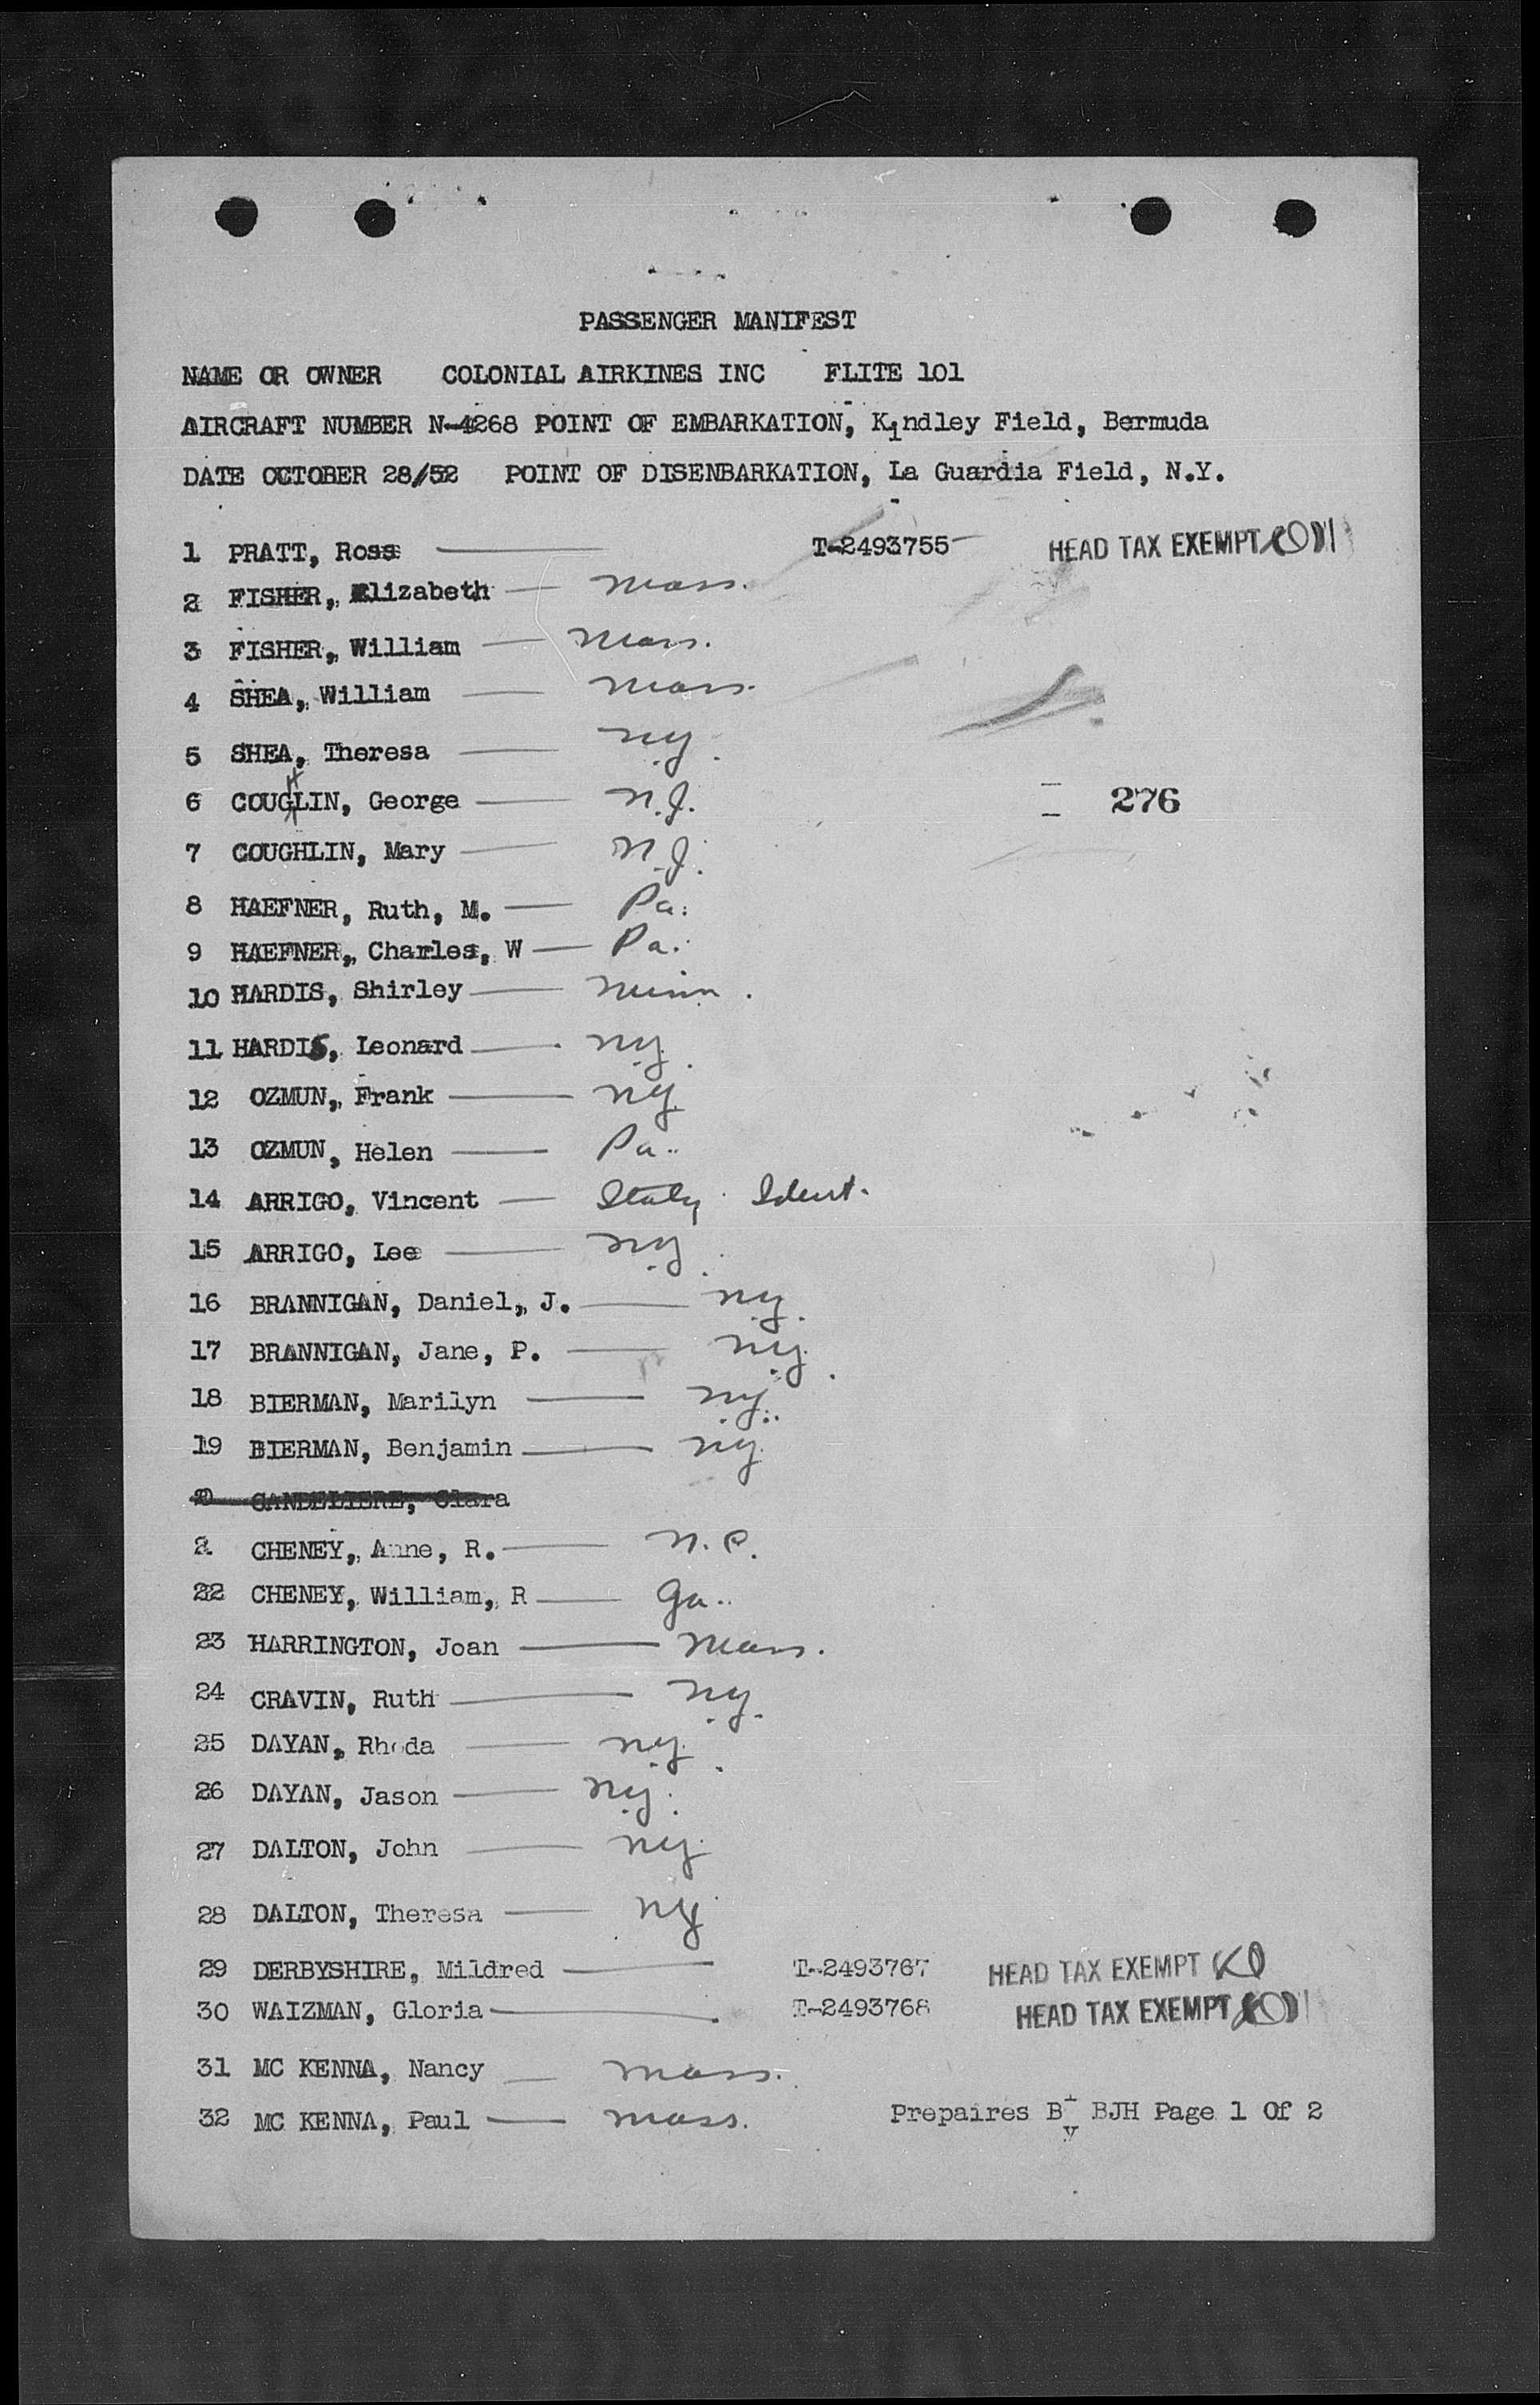 PASSENGER MANIFEST
NAME OR OWNER COLONIAL AIRKINES INC FLITE 101
AIRCRAFT NUMBER N-4268 POINT OF EMBARKATION, Kindley Field, Bermuda
DATE OCTOBER 28/52 POINT OF DISENBARKATION, La Guardia Field, N.Y.
1 PRATT, Ross T-2493755 HEAD TAX EXEMPT
2 FISHER, Elizabeth Mass.
3 FISHER, William Mass.
4 SHEA, William Mass.
5 SHEA, Theresa N.Y.
6 COUGHLIN, George N.J.
276
7 COUGHLIN, Mary N.J.
8 HAEFNER, Ruth, M. Pa.
9 HAEFNER, Charles, W Pa.
10 HARDIS, Shirley Minn.
11 HARDIS, Leonard N.Y.
12 OZMUN, Frank N.Y.
13 OZMUN, Helen Pa.
14 ARRIGO, Vincent Italy Ident.
15 ARRIGO, Lee N.Y.
16 BRANNIGAN, Daniel, J. N.Y.
17 BRANNIGAN, Jane, P. N.Y.
18 BIERMAN, Marilyn N.Y.
19 BIERMAN, Benjamin N.Y.
20 CANDELIERE, Clara
2 CHENEY, Anne, R. N.C.
22 CHENEY, William, R Ga.
23 HARRINGTON, Joan Mass.
24 CRAVIN, Ruth N.Y.
25 DAYAN, Rhoda N.Y.
26 DAYAN, Jason N.Y.
27 DALTON, John N.Y.
28 DALTON, Theresa N.Y.
29 DERBYSHIRE, Mildred T-2493767 HEAD TAX EXEMPT
30 WAIZMAN, Gloria T-2493768 HEAD TAX EXEMPT
31 MC KENNA, Nancy Mass.
32 MC KENNA, Paul Mass.
Prepaires By BJH Page 1 Of 2